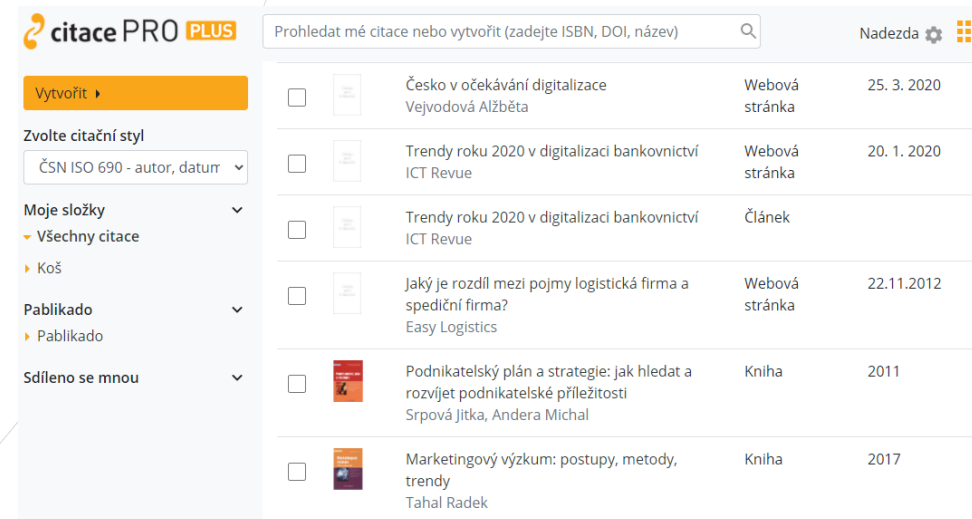 citace PRO PLUS
Prohledat mé citace nebo vytvořit (zadejte ISBN, DOI, název)
Nadezda
Vytvořit
Zvolte citační styl
ČSN ISO 690 - autor, datum
Moje složky
Všechny citace
Koš
Pablikado
Pablikado
Sdíleno se mnou
Česko v očekávání digitalizace
Vejvodová Alžběta
Webová
stránka
25. 3. 2020
Trendy roku 2020 v digitalizaci bankovnictví
ICT Revue
Webová
stránka
20. 1. 2020
Trendy roku 2020 v digitalizaci bankovnictví
ICT Revue
Článek
Jaký je rozdíl mezi pojmy logistická firma a
spediční firma?
Easy Logistics
Webová
stránka
22.11.2012
Podnikatelský plán a strategie: jak hledat a
rozvíjet podnikatelské příležitosti
Srpová Jitka, Andera Michal
Kniha
2011
Marketingový výzkum: postupy, metody,
trendy
Tahal Radek
Kniha
2017